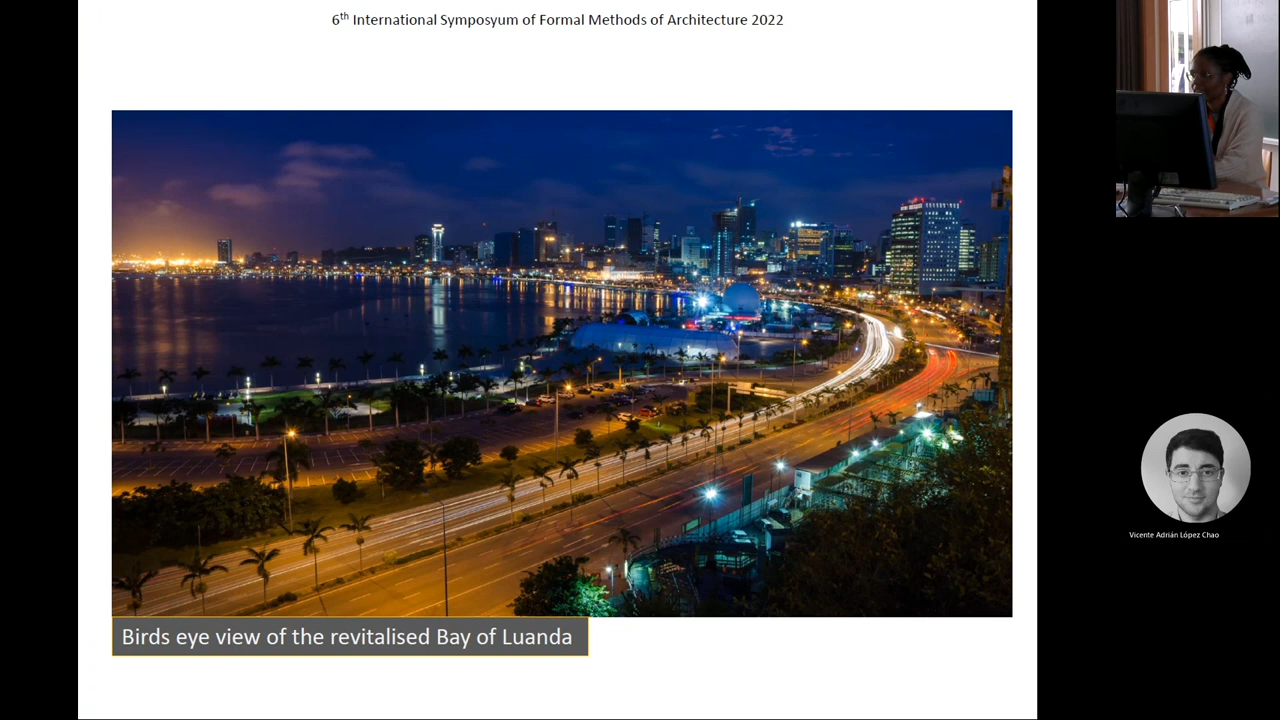 6th International Symposyum of Formal Methods of Architecture 2022
Birds eye view of the revitalised Bay of Luanda
Vicente Adrián López Chao